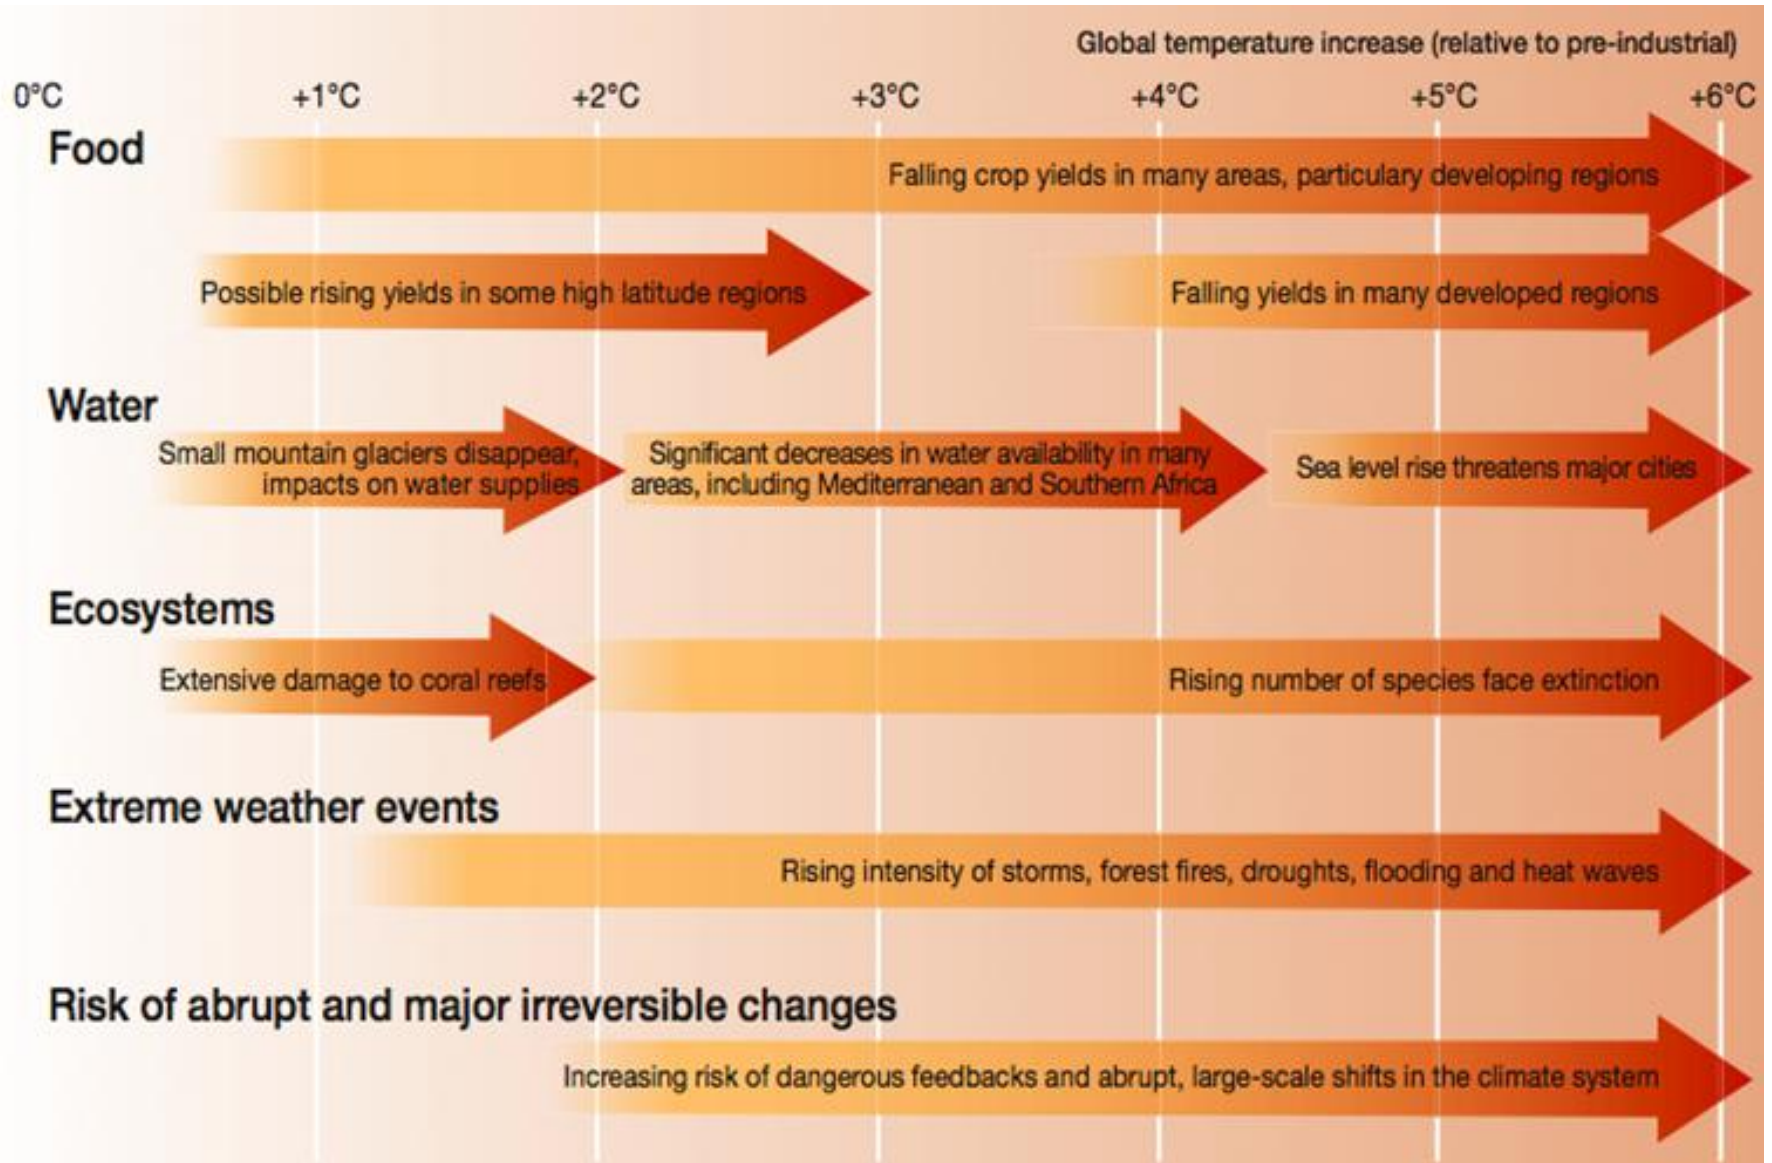 Global temperature increase (relative to pre-industrial)
0°C +1°C +2°C +3°C +4°C +5°C +6°C
Food
Falling crop yields in many areas, particulary developing regions
Possible rising yields in some high latitude regions
Falling yields in many developed regions
Water
Small mountain glaciers disappear,
impacts on water supplies
Significant decreases in water availability in many
areas, including Mediterranean and Southern Africa
Sea level rise threatens major cities
Ecosystems
Extensive damage to coral reefs
Rising number of species face extinction
Extreme weather events
Rising intensity of storms, forest fires, droughts, flooding and heat waves
Risk of abrupt and major irreversible changes
Increasing risk of dangerous feedbacks and abrupt, large-scale shifts in the climate system